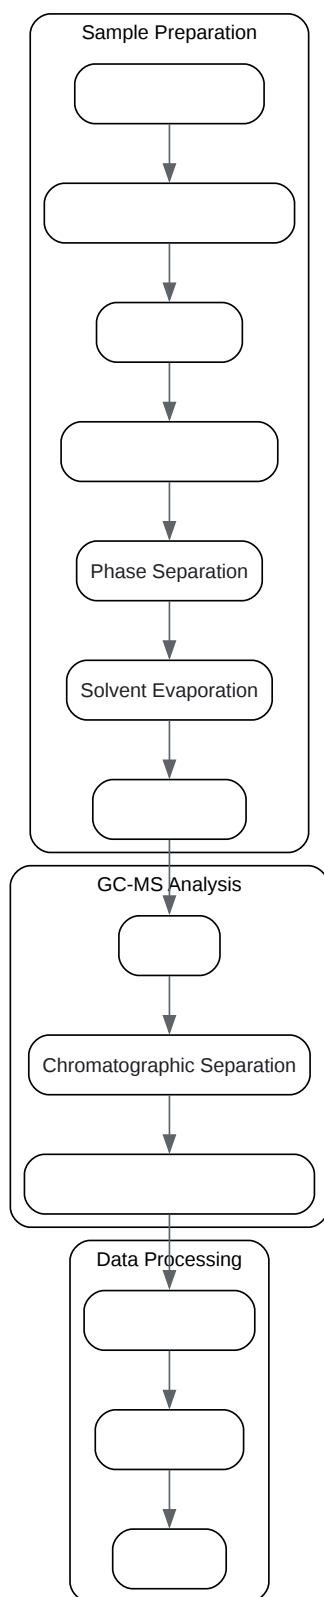 Sample Preparation
Phase Separation
Solvent Evaporation
GC-MS Analysis
Chromatographic Separation
Data Processing